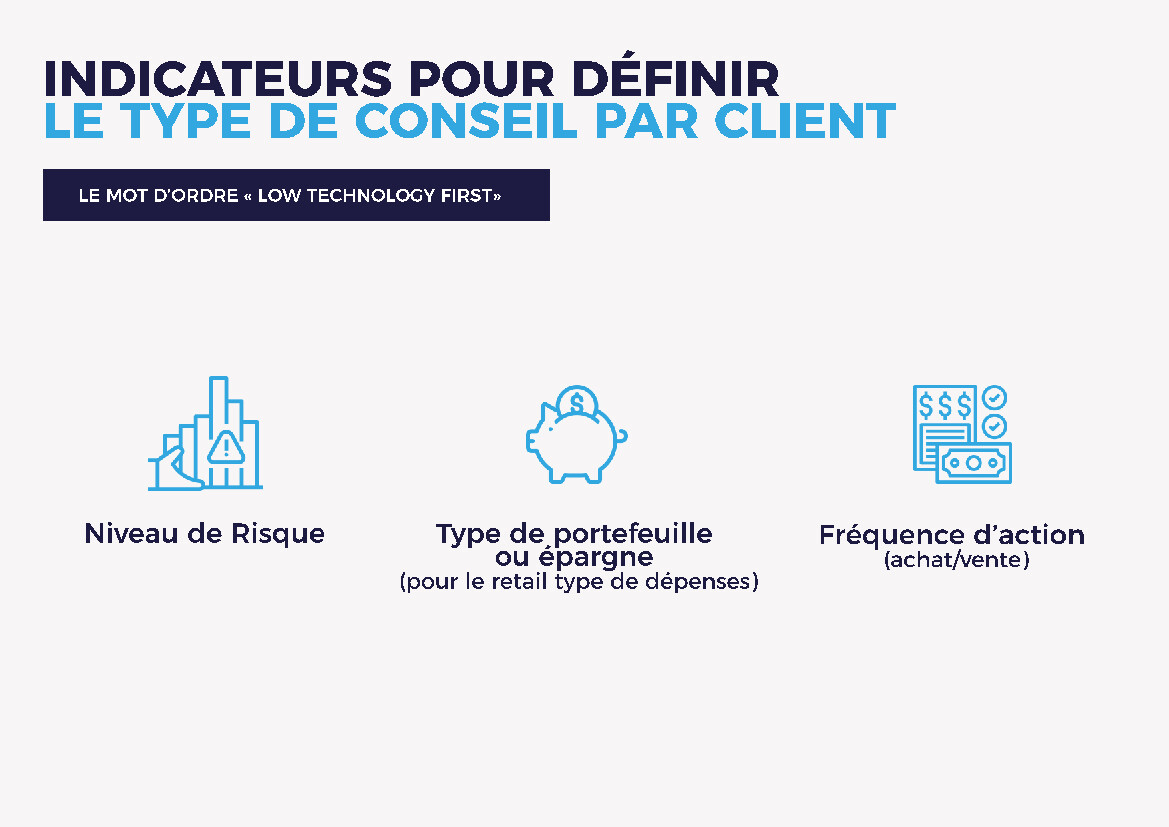 INDICATEURS POUR DÉFINIR
LE TYPE DE CONSEIL PAR CLIENT
LE MOT D'ORDRE « LOW TECHNOLOGY FIRST»
Niveau de Risque
Type de portefeuille
ou épargne
(pour le retail type de dépenses)
Fréquence d'action
(achat/vente)